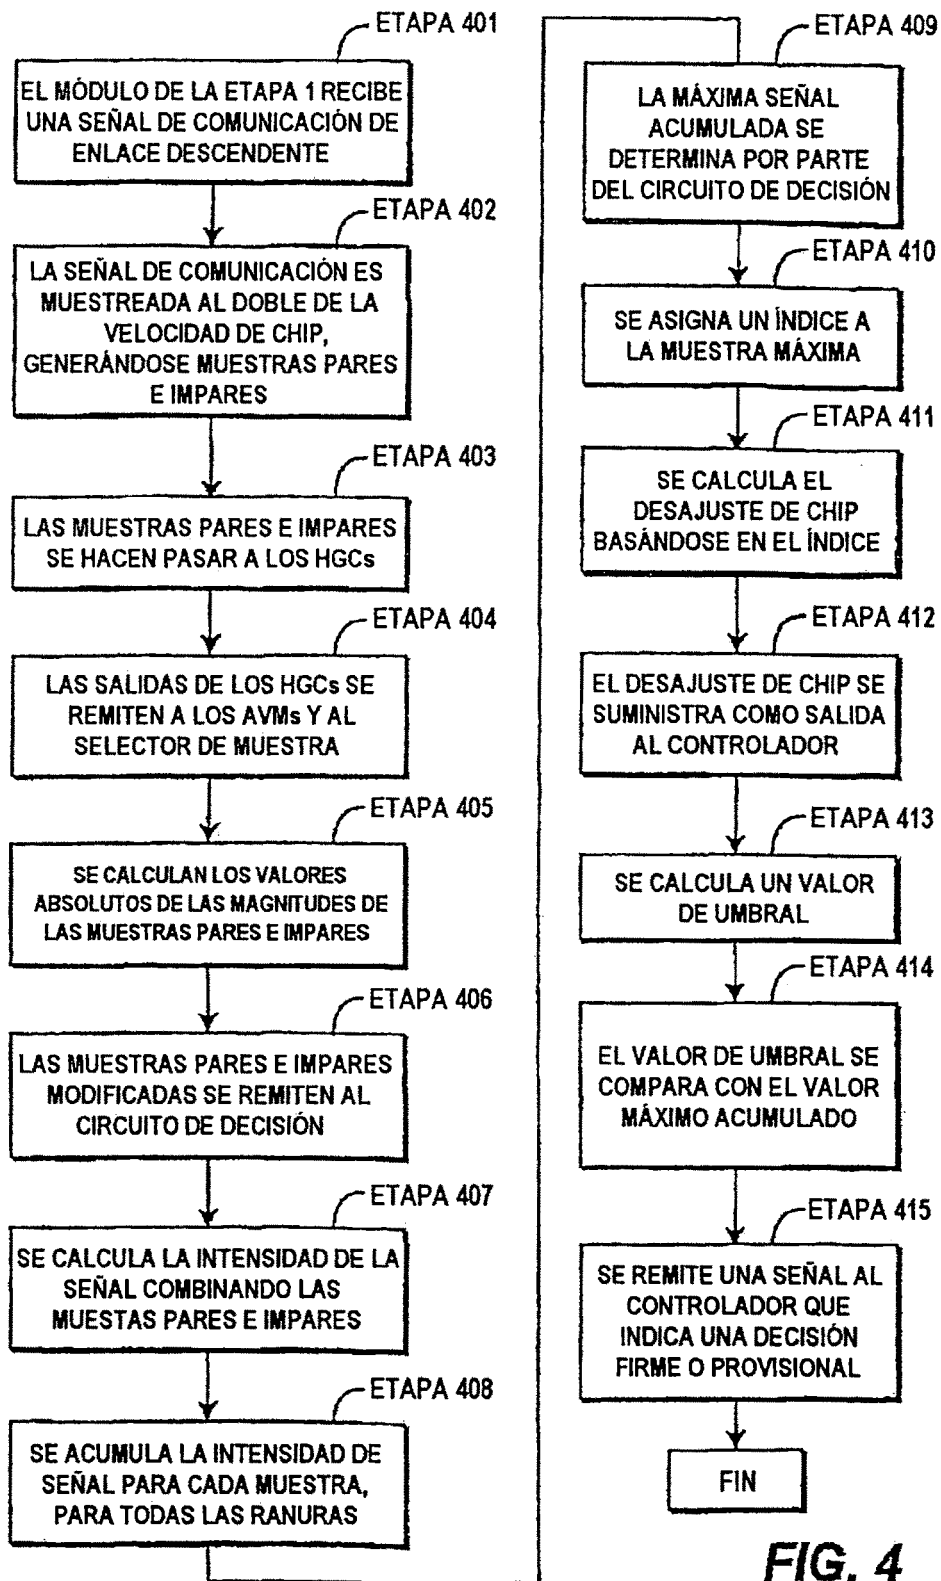 ETAPA 401
EL MÓDULO DE LA ETAPA 1 RECIBE
UNA SEÑAL DE COMUNICACIÓN DE
ENLACE DESCENDENTE
ETAPA 402
LA SEÑAL DE COMUNICACIÓN ES
MUESTREADA AL DOBLE DE LA
VELOCIDAD DE CHIP,
GENERÁNDOSE MUESTRAS PARES
E IMPARES
ETAPA 403
LAS MUESTRAS PARES E IMPARES
SE HACEN PASAR A LOS HGCs
ETAPA 404
LAS SALIDAS DE LOS HGCs SE
REMITEN A LOS AVMs Y AL
SELECTOR DE MUESTRA
ETAPA 405
SE CALCULAN LOS VALORES
ABSOLUTOS DE LAS MAGNITUDES DE
LAS MUESTRAS PARES E IMPARES
ETAPA 406
LAS MUESTRAS PARES E IMPARES
MODIFICADAS SE REMITEN AL
CIRCUITO DE DECISIÓN
ETAPA 407
SE CALCULA LA INTENSIDAD DE LA
SEÑAL COMBINANDO LAS
MUESTAS PARES E IMPARES
ETAPA 408
SE ACUMULA LA INTENSIDAD DE
SEÑAL PARA CADA MUESTRA,
PARA TODAS LAS RANURAS
ETAPA 409
LA MÁXIMA SEÑAL
ACUMULADA SE
DETERMINA POR PARTE
DEL CIRCUITO DE DECISIÓN
ETAPA 410
SE ASIGNA UN ÍNDICE A
LA MUESTRA MÁXIMA
ETAPA 411
SE CALCULA EL
DESAJUSTE DE CHIP
BASÁNDOSE EN EL ÍNDICE
ETAPA 412
EL DESAJUSTE DE CHIP SE
SUMINISTRA COMO SALIDA
AL CONTROLADOR
ETAPA 413
SE CALCULA UN VALOR
DE UMBRAL
ETAPA 414
EL VALOR DE UMBRAL SE
COMPARA CON EL VALOR
MÁXIMO ACUMULADO
ETAPA 415
SE REMITE UNA SEÑAL AL
CONTROLADOR QUE
INDICA UNA DECISIÓN
FIRME O PROVISIONAL
FIN
FIG. 4